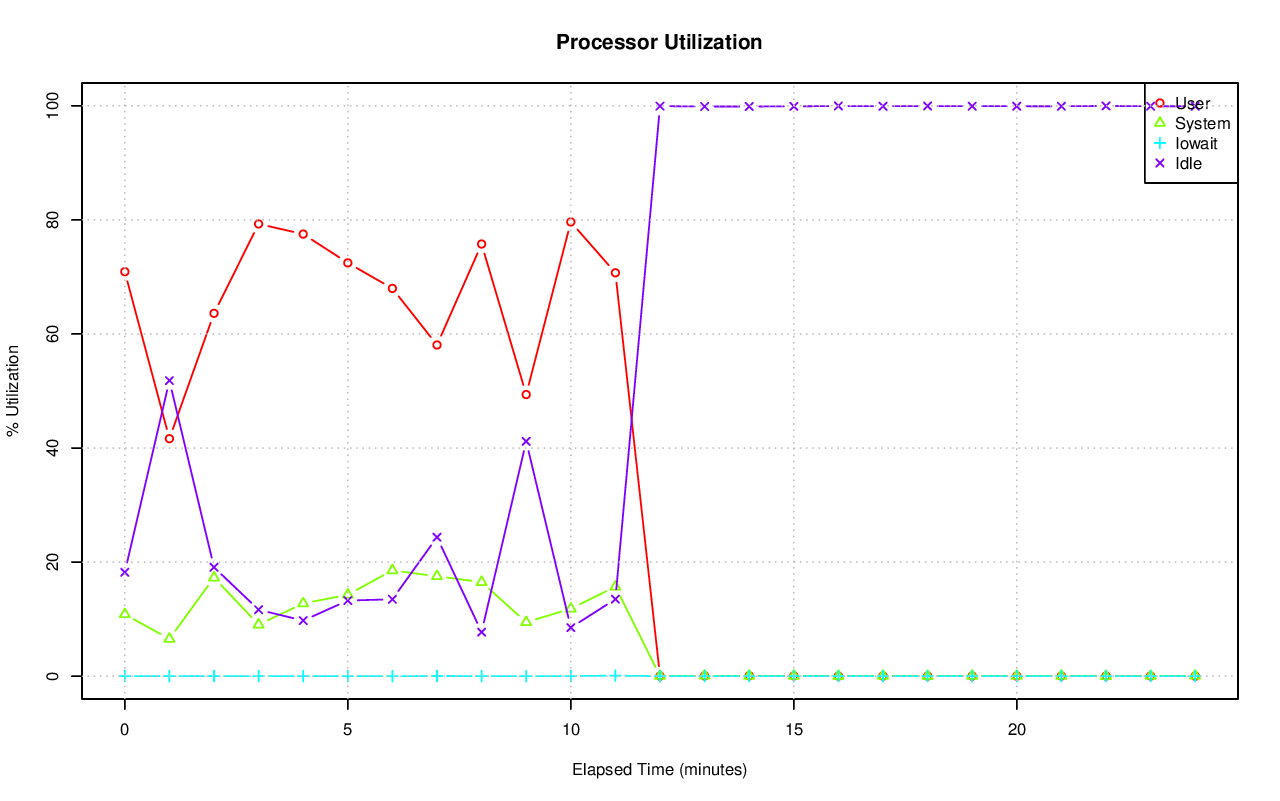 Processor Utilization
100
80
60
40
20
0
% Utilization
User
System
Iowait
Idle
0 5 10 15 20
Elapsed Time (minutes)